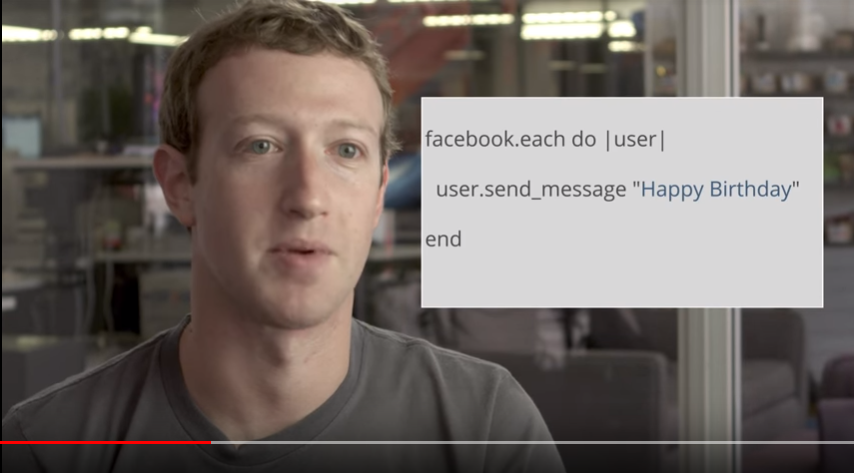 facebook.each do |user|
user.send_message "Happy Birthday"
end